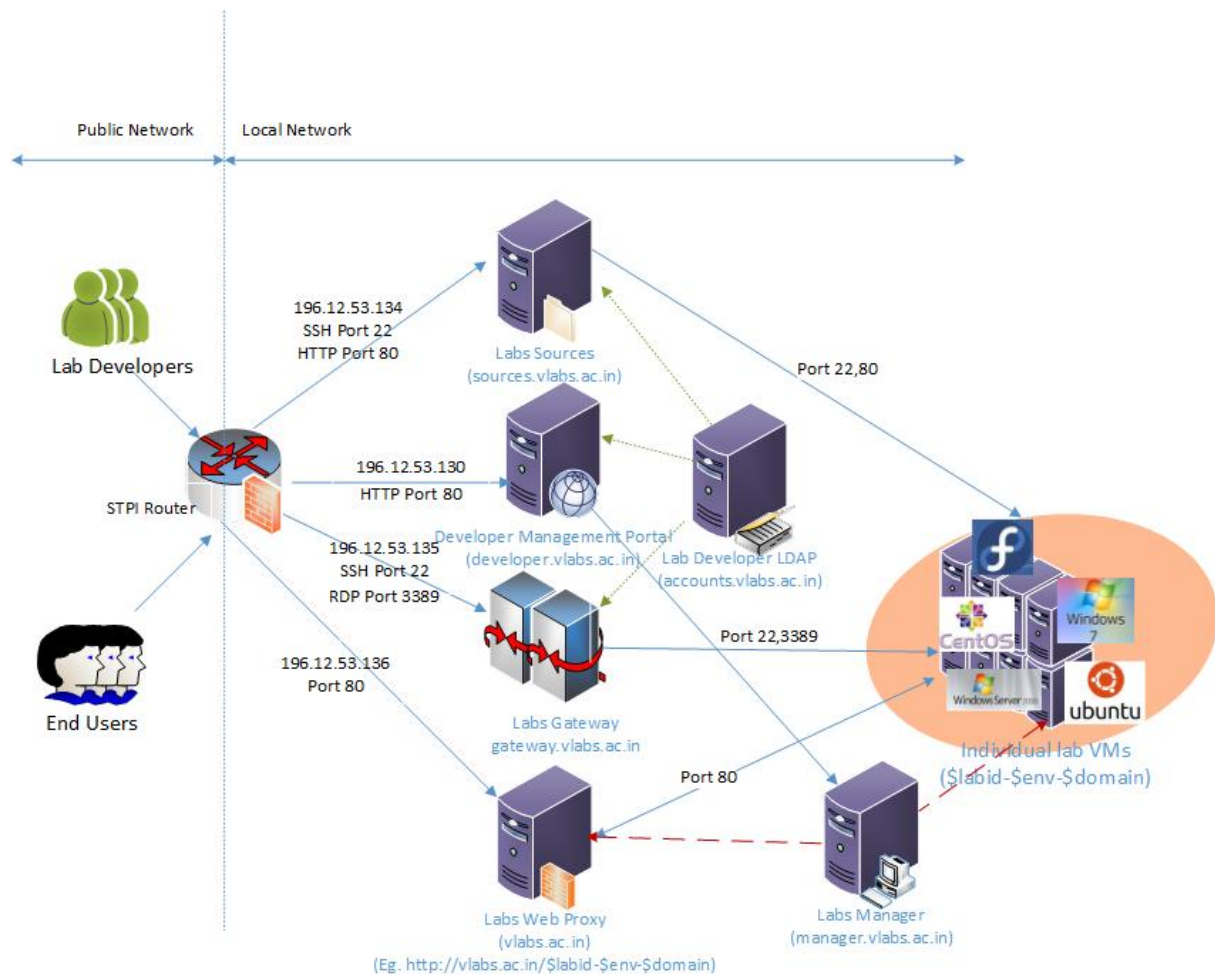 Public Network
Local Network
Lab Developers
STPI Router
End Users
196.12.53.134
SSH Port 22
HTTP Port 80
196.12.53.130
HTTP Port 80
196.12.53.135
SSH Port 22
RDP Port 3389
196.12.53.136
Port 80
Labs Sources
(sources.vlabs.ac.in)
Developer Management Portal
(developer.vlabs.ac.in)
Lab Developer LDAP
(accounts.vlabs.ac.in)
Labs Gateway
gateway.vlabs.ac.in
Port 22,80
Port 22,3389
Port 80
CentOS
Windows
7
Windows Server
ubuntu
Individual lab VMs
($labid-$env-$domain)
Labs Web Proxy
(vlabs.ac.in)
(Eg. http://vlabs.ac.in/$labid-$env-$domain)
Labs Manager
(manager.vlabs.ac.in)